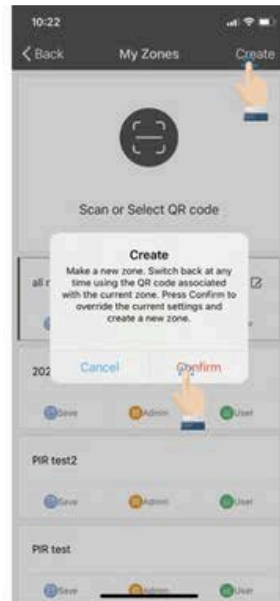 10:22
Back My Zones Create
Scan or Select QR code
Create
Make a new zone. Switch back at any
time using the QR code associated
with the current zone. Press Confirm to
override the current settings and
create a new zone.
Cancel Confirm
Save Admin User
PIR test2
Save Admin User
PIR test
Save Admin User